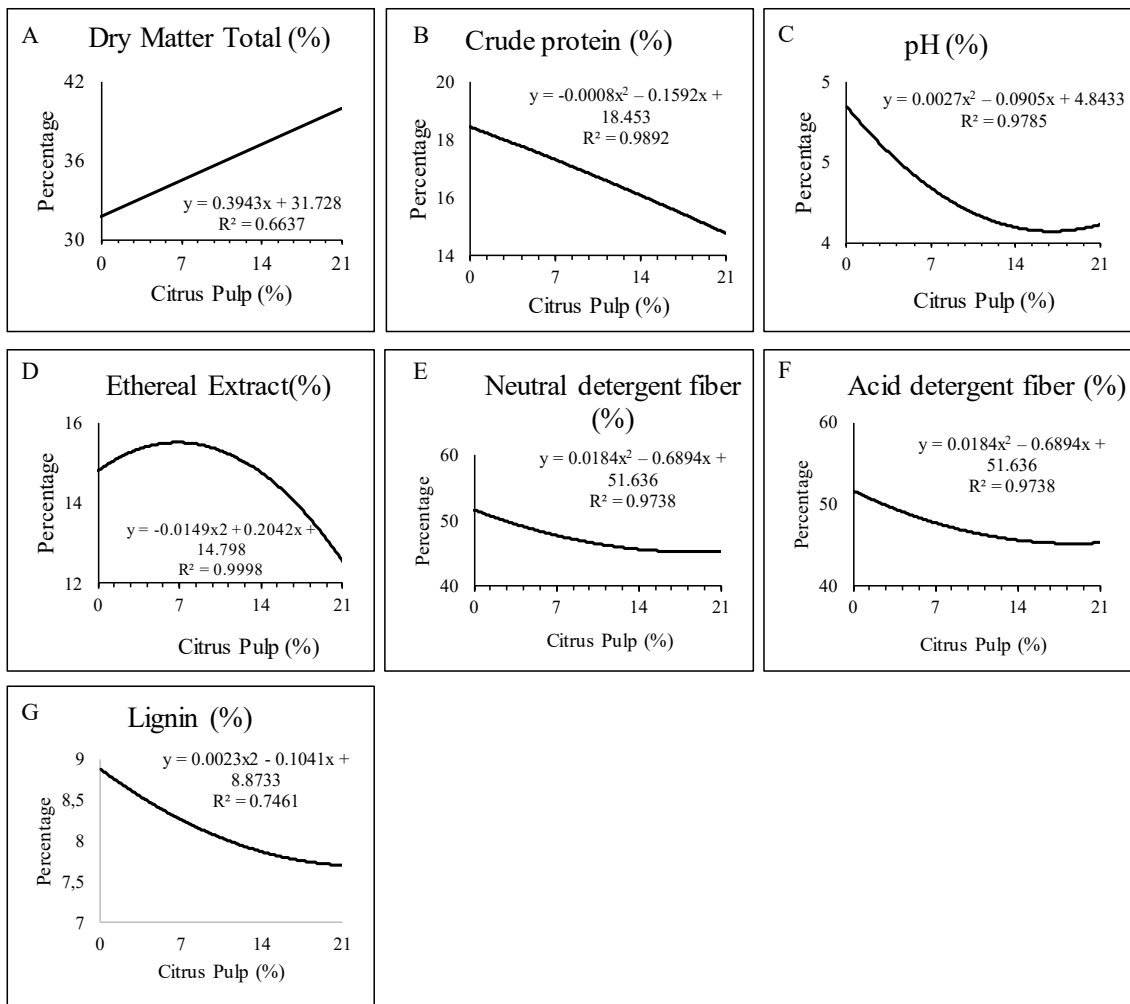 A
Dry Matter Total (%)
42
36
30
Percentage
y = 0.3943x + 31.728
R² = 0.6637
0 7 14 21
Citrus Pulp (%)
B
Crude protein (%)
20
18
16
14
Percentage
y = -0.0008x² – 0.1592x +
18.453
R² = 0.9892
0 7 14 21
Citrus Pulp (%)
C
pH (%)
5
5
4
Percentage
y = 0.0027x² – 0.0905x + 4.8433
R² = 0.9785
0 7 14 21
Citrus Pulp (%)
D
Ethereal Extract(%)
16
14
12
Percentage
y = -0.0149x2 + 0.2042x +
14.798
R² = 0.9998
0 7 14 21
Citrus Pulp (%)
E
Neutral detergent fiber
(%)
60
50
40
Percentage
y = 0.0184x² – 0.6894x +
51.636
R² = 0.9738
0 7 14 21
Citrus Pulp (%)
F
Acid detergent fiber (%)
60
50
40
Percentage
y = 0.0184x² – 0.6894x +
51.636
R² = 0.9738
0 7 14 21
Citrus Pulp (%)
G
Lignin (%)
9
8,5
8
7,5
7
Percentage
y = 0.0023x2 - 0.1041x +
8.8733
R² = 0.7461
0 7 14 21
Citrus Pulp (%)